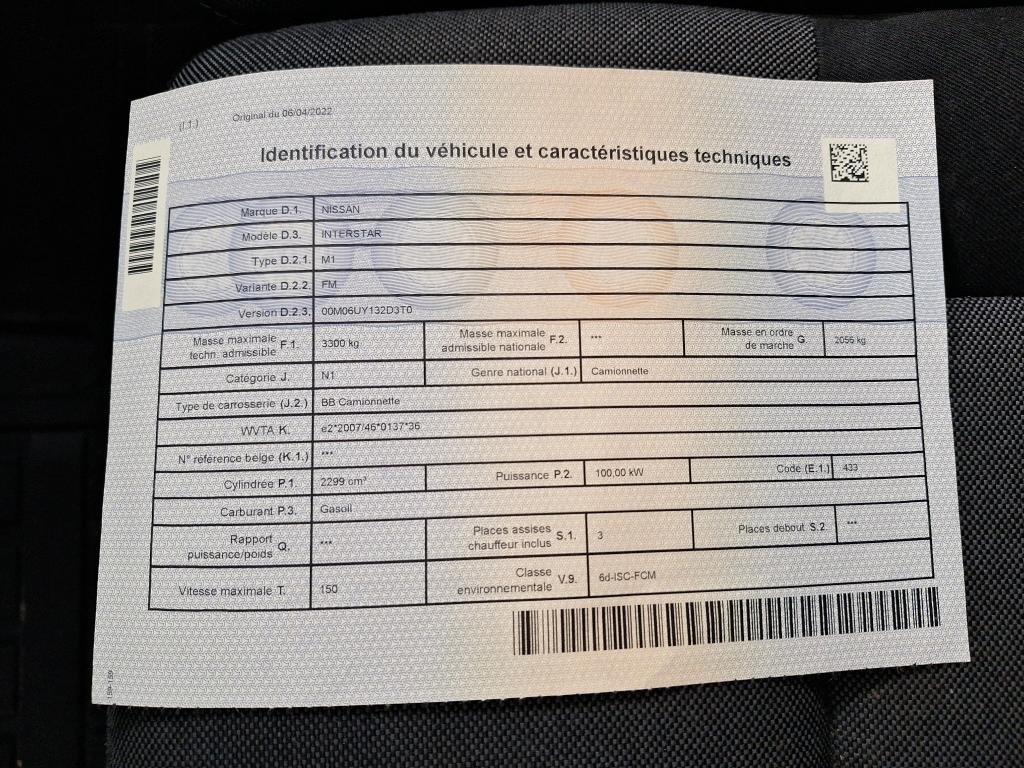 (I.1.) Original du 06/04/2022
Identification du véhicule et caractéristiques techniques
Marque D.1. NISSAN
Modèle D.3. INTERSTAR
Type D.2.1. M1
Variante D.2.2. FM
Version D.2.3. 00M06UY132D3T0
Masse maximale techn. admissible F.1. 3300 kg Masse maximale admissible nationale F.2. *** Masse en ordre de marche G. 2056 kg
Catégorie J. N1 Genre national (J.1.) Camionnette
Type de carrosserie (J.2.) BB Camionnette
WVTA K. e2*2007/46*0137*36
N° référence belge (K.1.) ***
Cylindrée P.1. 2299 cm³ Puissance P.2. 100,00 kW Code (E.1.) 433
Carburant P.3. Gasoil
Rapport puissance/poids Q. *** Places assises chauffeur inclus S.1. 3 Places debout S.2 ***
Vitesse maximale T. 150 Classe environnementale V.9. 6d-ISC-FCM
159-159